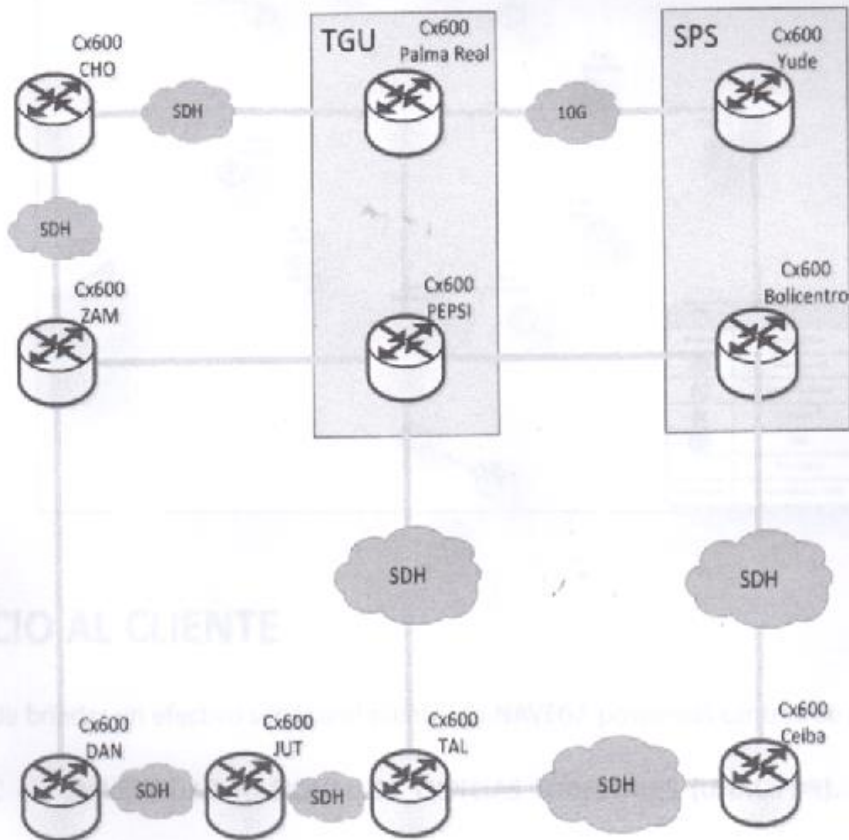 Cx600
CHO
SDH
TGU
Cx600
Palma Real
10G
SPS
Cx600
Yude
SDH
Cx600
ZAM
Cx600
PEPSI
Cx600
Bolicentro
SDH
SDH
CIO AL CLIENTE
efectivo
Cx600
DAN
SDH
Cx600
JUT
SDH
Cx600
TAL
SDH
Cx600
Ceiba